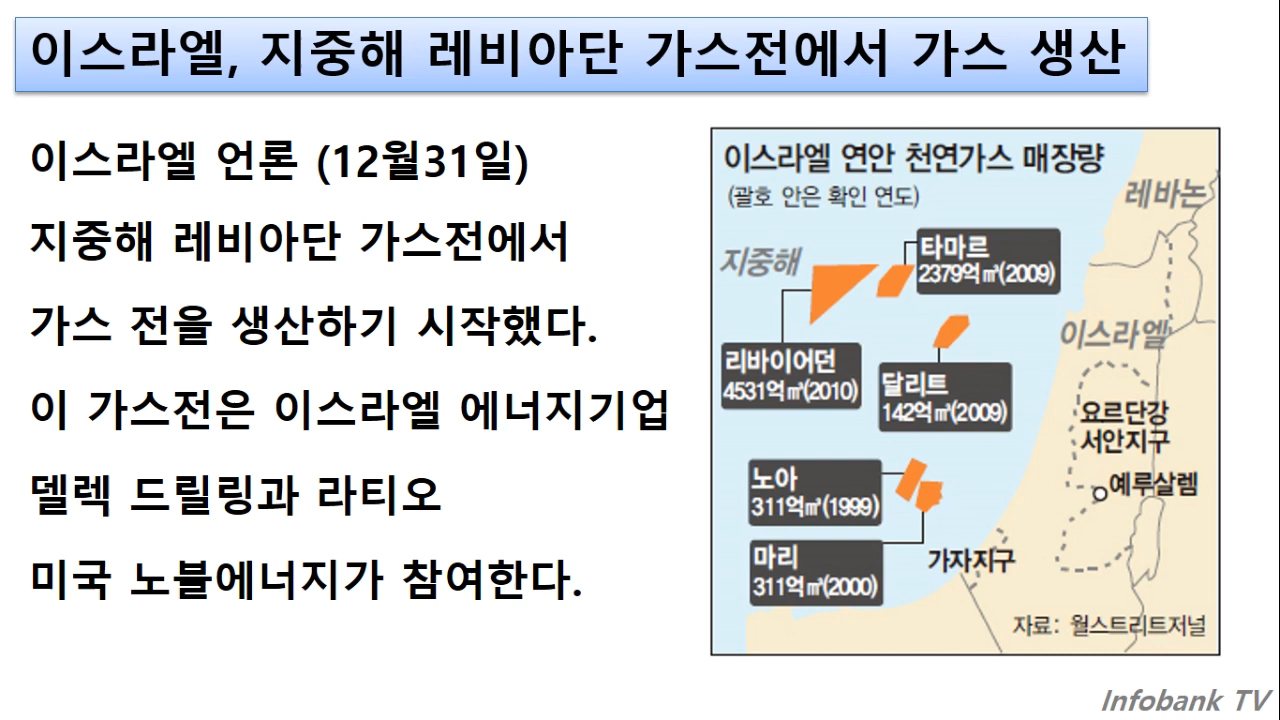 이스라엘, 지중해 레비아단 가스전에서 가스 생산
이스라엘 언론 (12월31일)
지중해 레비아단 가스전에서
가스 전을 생산하기 시작했다.
이 가스전은 이스라엘 에너지기업
델렉 드릴링과 라티오
미국 노블에너지가 참여한다.
이스라엘 연안 천연가스 매장량
(괄호 안은 확인 연도)
레바논
지중해
타마르
2379억㎥(2009)
이스라엘
리바이어던
4531억㎥(2010)
달리트
142억㎥(2009)
요르단강
서안지구
노아
311억㎥(1999)
예루살렘
마리
311억㎥(2000)
가자지구
자료: 월스트리트저널
Infobank TV